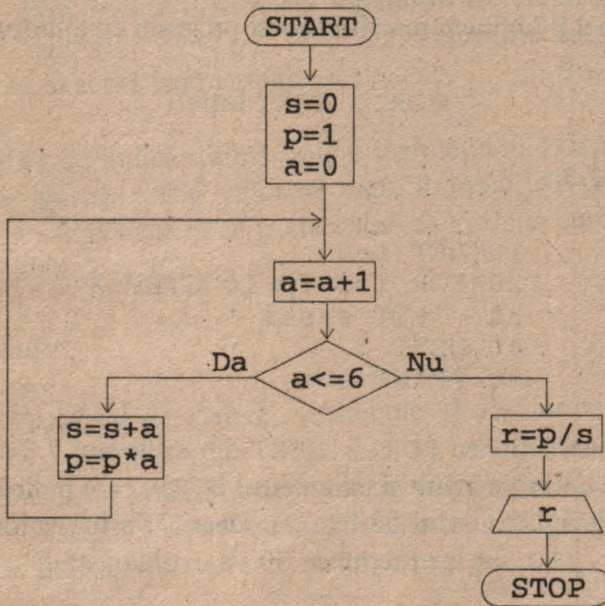 START
s=0
p=1
a=0
a=a+1
a<=6
Da
Nu
s=s+a
p=p*a
r=p/s
r
STOP